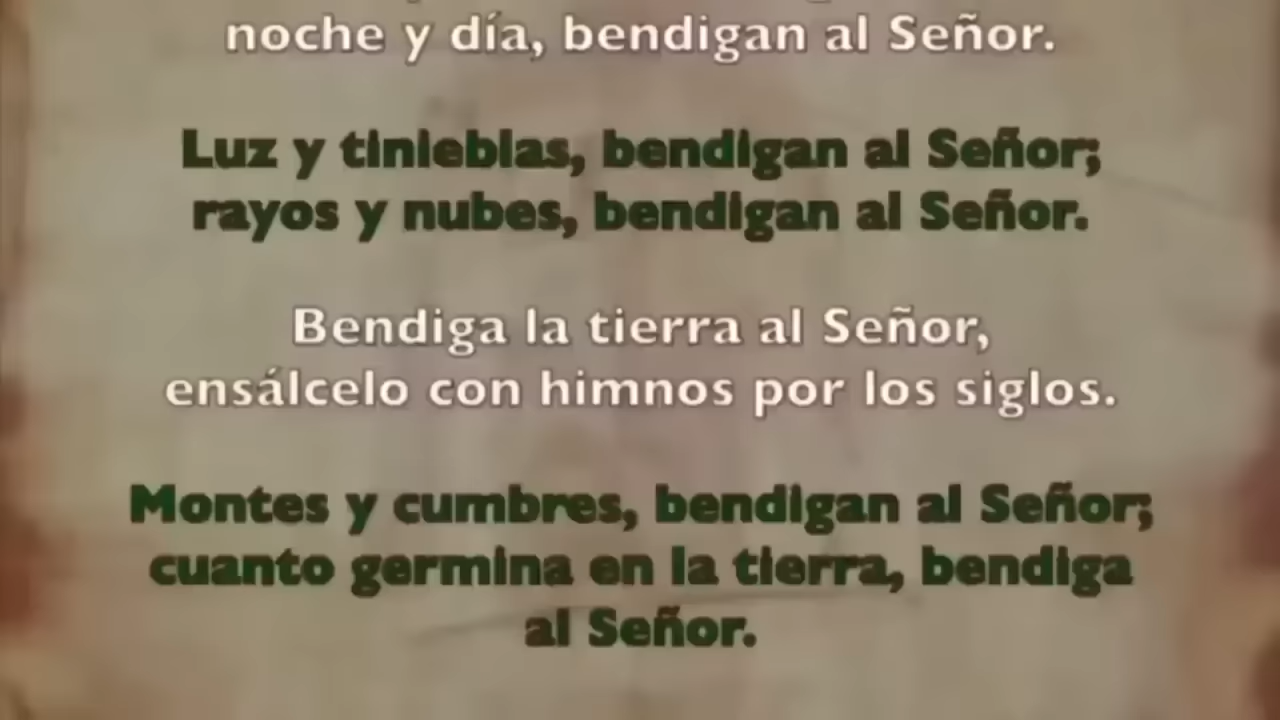 noche y día, bendigan al Señor.
Luz y tinieblas, bendigan al Señor;
rayos y nubes, bendigan al Señor.
Bendiga la tierra al Señor,
ensálcelo con himnos por los siglos.
Montes y cumbres, bendigan al Señor;
cuanto germina en la tierra, bendiga
al Señor.